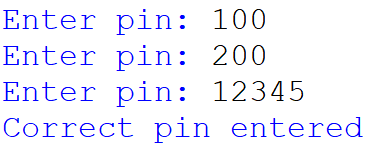 Enter pin: 100
Enter pin: 200
Enter pin: 12345
Correct pin entered